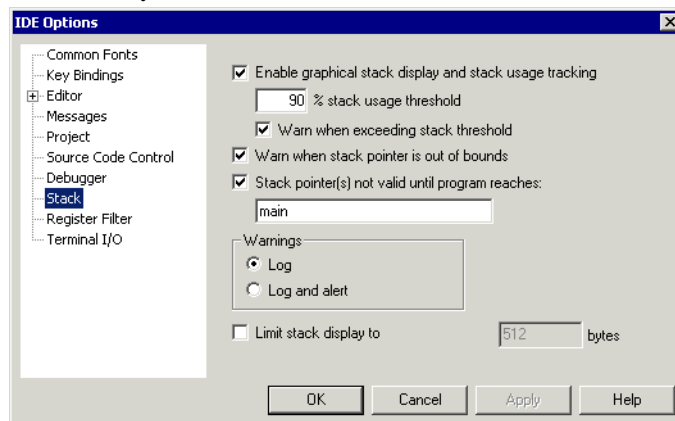 IDE Options
Common Fonts
Key Bindings
Editor
Messages
Project
Source Code Control
Debugger
Stack
Register Filter
Terminal I/O
Enable graphical stack display and stack usage tracking
90 % stack usage threshold
Warn when exceeding stack threshold
Warn when stack pointer is out of bounds
Stack pointer(s) not valid until program reaches:
main
Warnings
Log
Log and alert
Limit stack display to 512 bytes
OK Cancel Apply Help